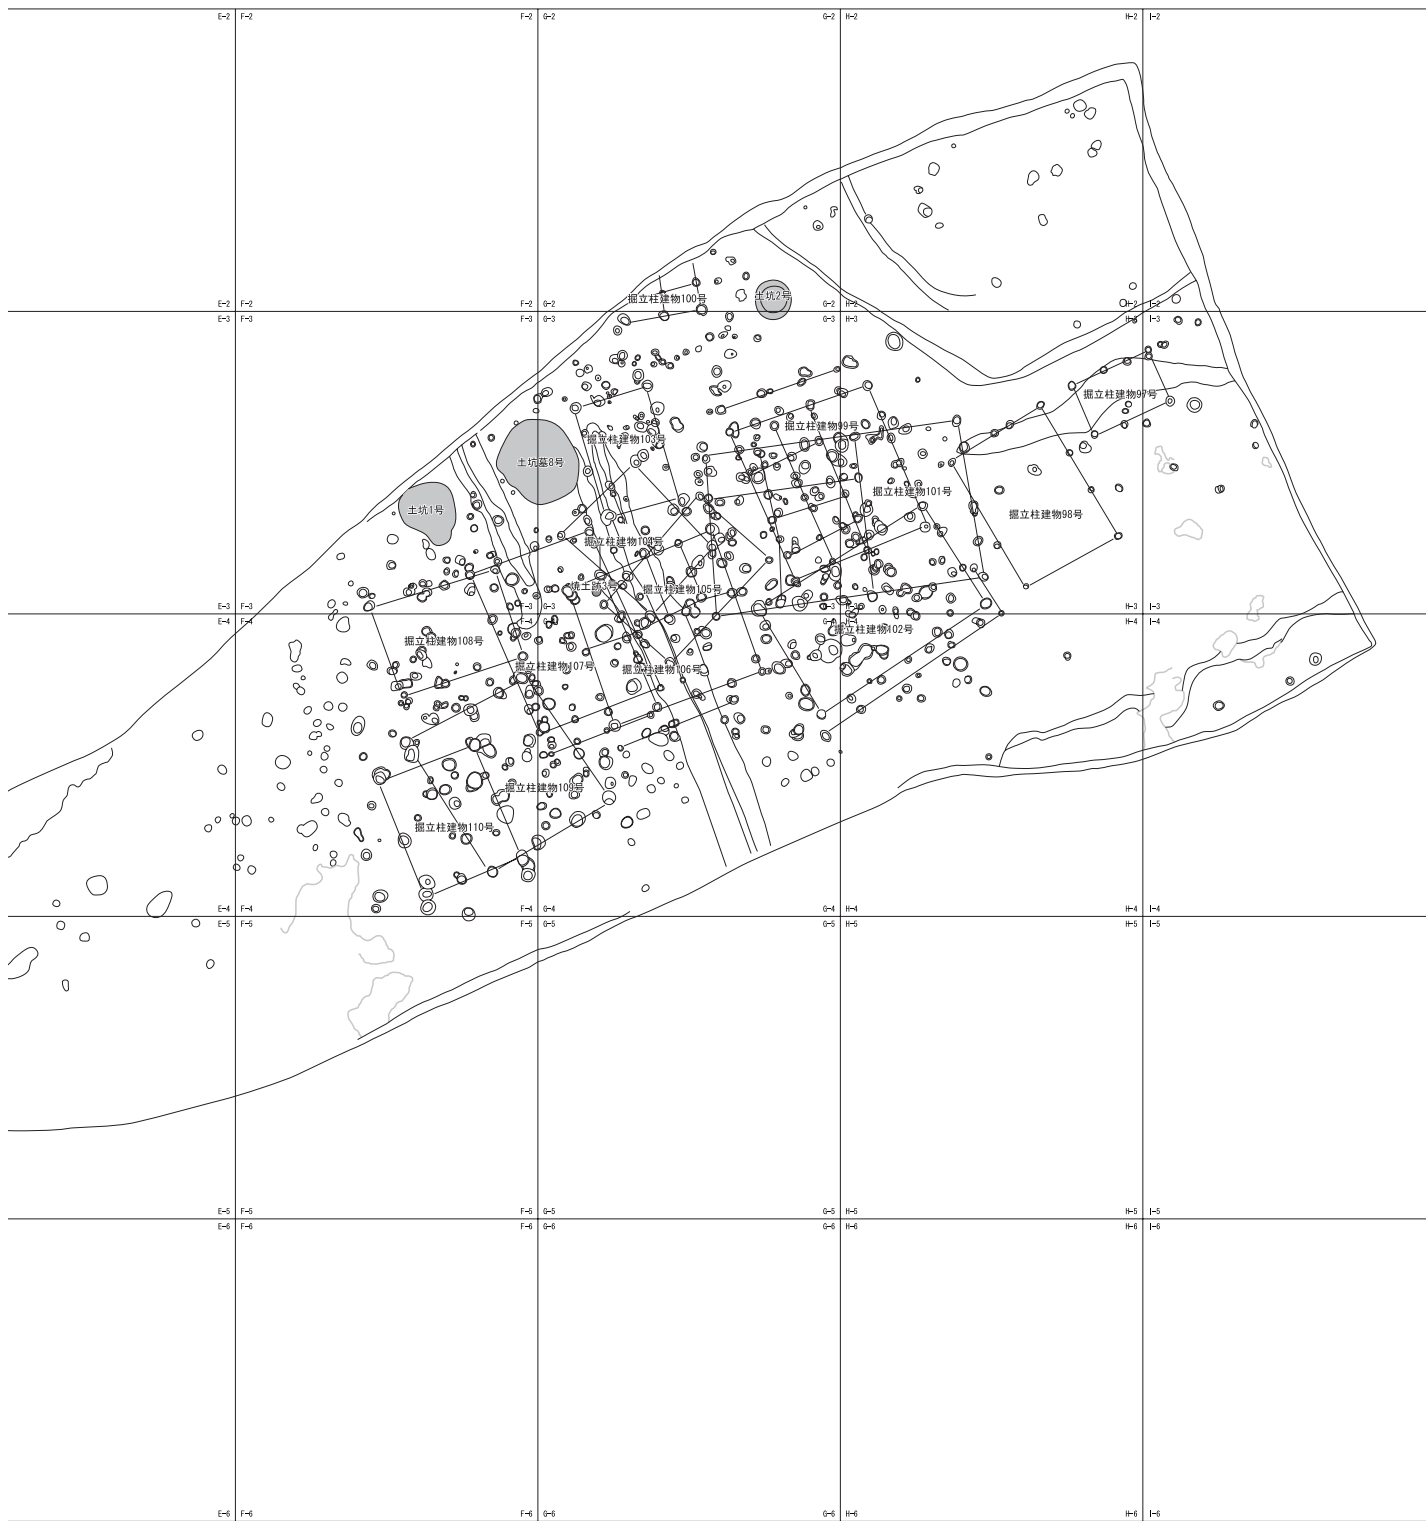 E-2 F-2 F-2 G-2 G-2 H-2 H-2 I-2
掘立柱建物100号
土坑2号
E-2 F-2 F-2 G-2 G-2 H-2 H-2 I-2
E-3 F-3 F-3 G-3 G-3 H-3 H-3 I-3
掘立柱建物97号
掘立柱建物99号
掘立柱建物103号
土坑墓8号
掘立柱建物101号
土坑1号
掘立柱建物98号
掘立柱建物104号
焼土跡3号
掘立柱建物105号
E-3 F-3 F-3 G-3 G-3 H-3 H-3 I-3
E-4 F-4 F-4 G-4 G-4 H-4 H-4 I-4
掘立柱建物102号
掘立柱建物108号
掘立柱建物107号
掘立柱建物106号
掘立柱建物109号
掘立柱建物110号
E-4 F-4 F-4 G-4 G-4 H-4 H-4 I-4
E-5 F-5 F-5 G-5 G-5 H-5 H-5 I-5
E-5 F-5 F-5 G-5 G-5 H-5 H-5 I-5
E-6 F-6 F-6 G-6 G-6 H-6 H-6 I-6
E-6 F-6 F-6 G-6 G-6 H-6 H-6 I-6